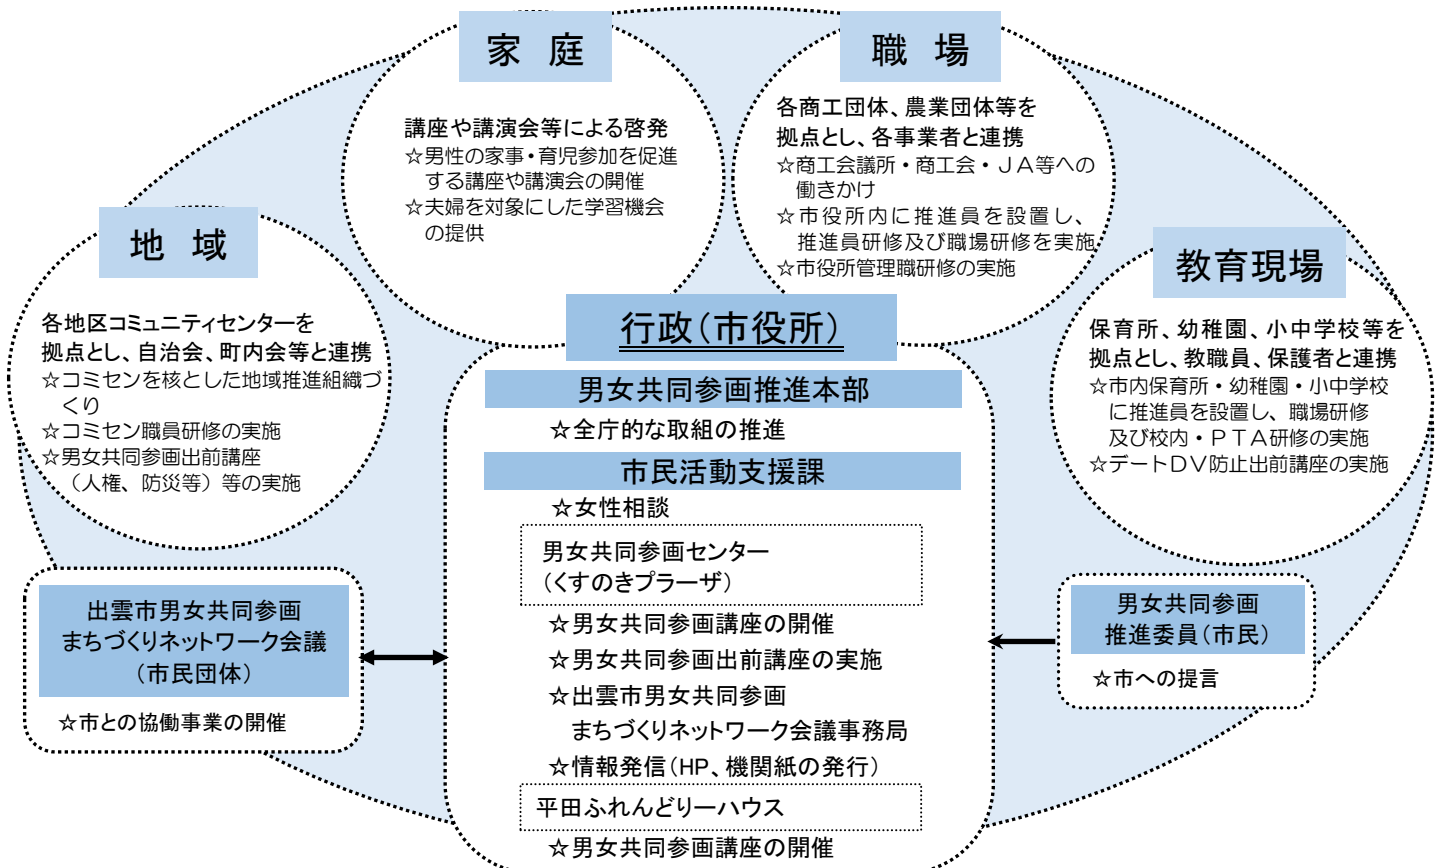 家 庭
講座や講演会等による啓発
☆男性の家事・育児参加を促進
する講座や講演会の開催
☆夫婦を対象にした学習機会
の提供
職 場
各商工団体、農業団体等を
拠点とし、各事業者と連携
☆商工会議所・商工会・ＪＡ等への
働きかけ
☆市役所内に推進員を設置し、
推進員研修及び職場研修を実施
☆市役所管理職研修の実施
地 域
各地区コミュニティセンターを
拠点とし、自治会、町内会等と連携
☆コミセンを核とした地域推進組織づ
くり
☆コミセン職員研修の実施
☆男女共同参画出前講座
（人権、防災等）等の実施
教育現場
保育所、幼稚園、小中学校等を
拠点とし、教職員、保護者と連携
☆市内保育所・幼稚園・小中学校
に推進員を設置し、職場研修
及び校内・ＰＴＡ研修の実施
☆デートＤＶ防止出前講座の実施
行政（市役所）
男女共同参画推進本部
☆全庁的な取組の推進
市民活動支援課
☆女性相談
男女共同参画センター
（くすのきプラーザ）
☆男女共同参画講座の開催
☆男女共同参画出前講座の実施
☆出雲市男女共同参画
まちづくりネットワーク会議事務局
☆情報発信（HP、機関紙の発行）
平田ふれんどりーハウス
☆男女共同参画講座の開催
出雲市男女共同参画
まちづくりネットワーク会議
（市民団体）
☆市との協働事業の開催
男女共同参画
推進委員（市民）
☆市への提言